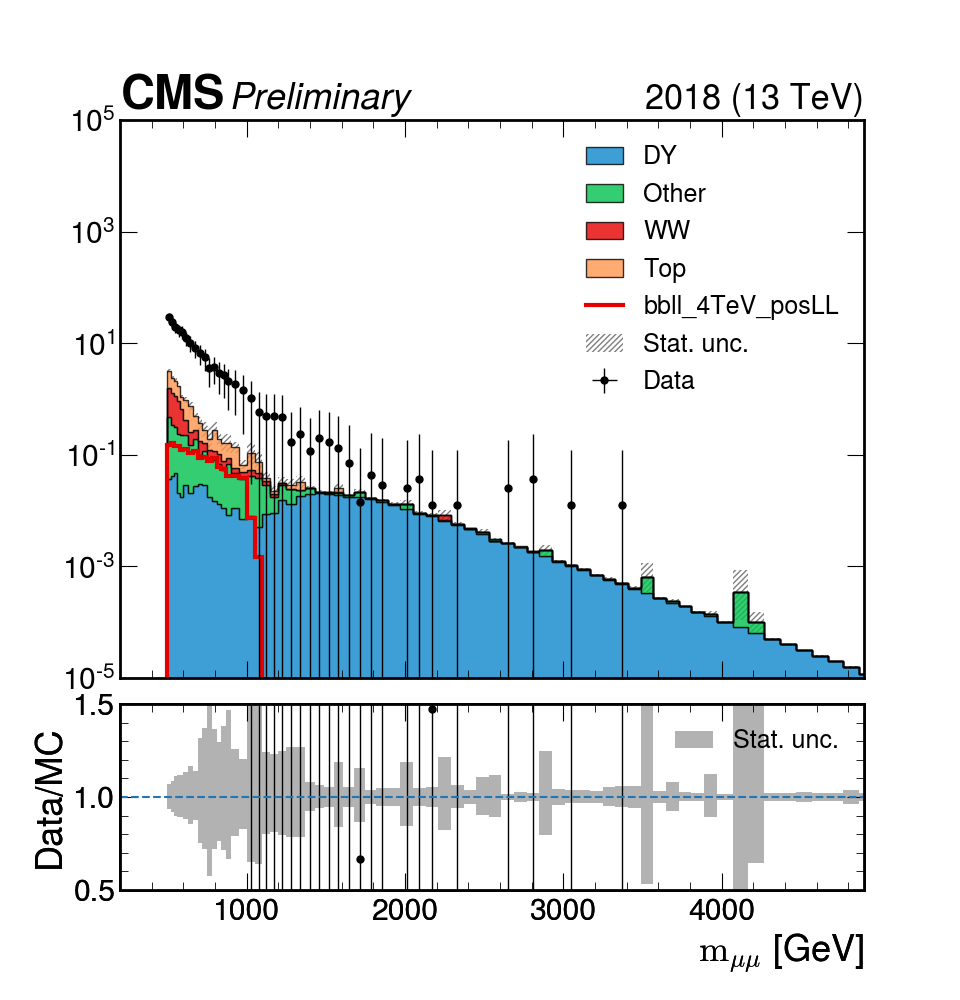 CMS Preliminary 2018 (13 TeV)
10^5
10^3
10^1
10^-1
10^-3
10^-5
DY
Other
WW
Top
bbll_4TeV_posLL
Stat. unc.
Data
1.5
1.0
0.5
Data/MC
Stat. unc.
1000 2000 3000 4000
m_μμ [GeV]